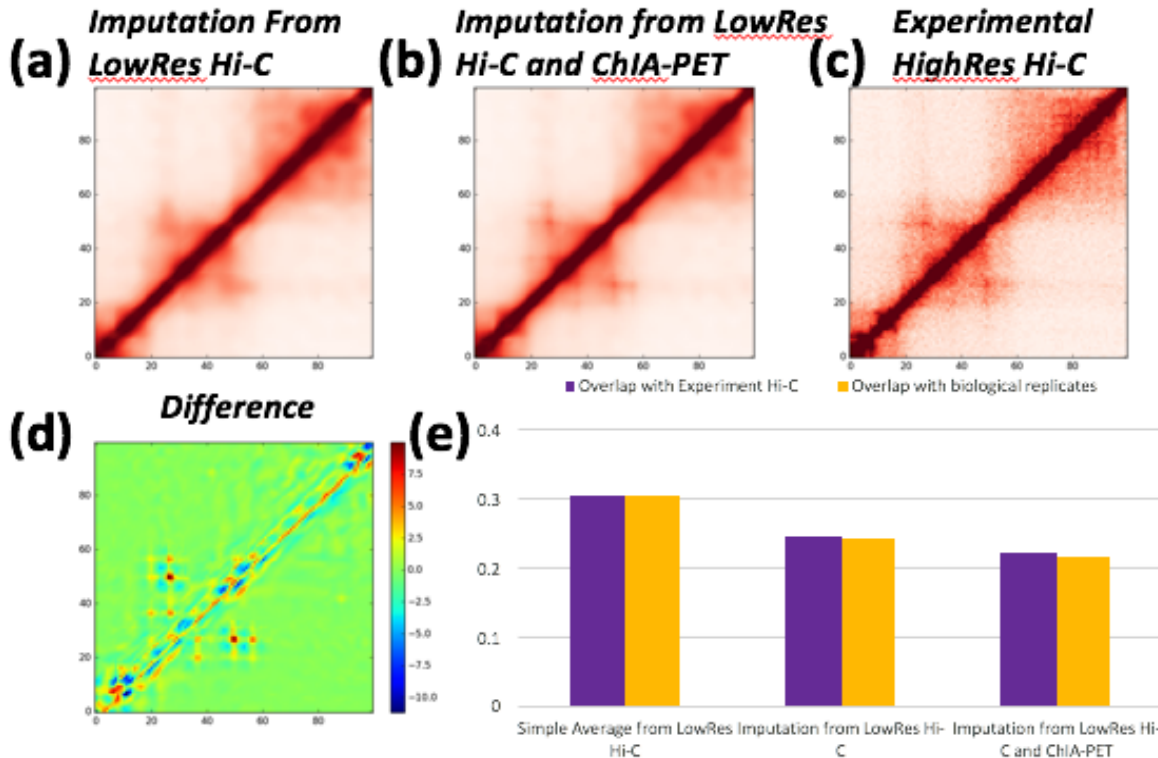 Imputation From
LowRes Hi-C
(a)
Imputation from LowRes
Hi-C and ChIA-PET
(b)
Experimental
HighRes Hi-C
(c)
80
60
40
20
0
0 20 40 60 80
80
60
40
20
0
0 20 40 60 80
80
60
40
20
0
0 20 40 60 80
Overlap with Experiment Hi-C
Overlap with biological replicates
Difference
(d)
80
60
40
20
0
0 20 40 60 80
7.5
5.0
2.5
0.0
−2.5
−5.0
−7.5
−10.0
(e)
0.4
0.3
0.2
0.1
0
Simple Average from LowRes
Hi-C
Imputation from LowRes Hi-
C
Imputation from LowRes Hi-
C and ChIA-PET